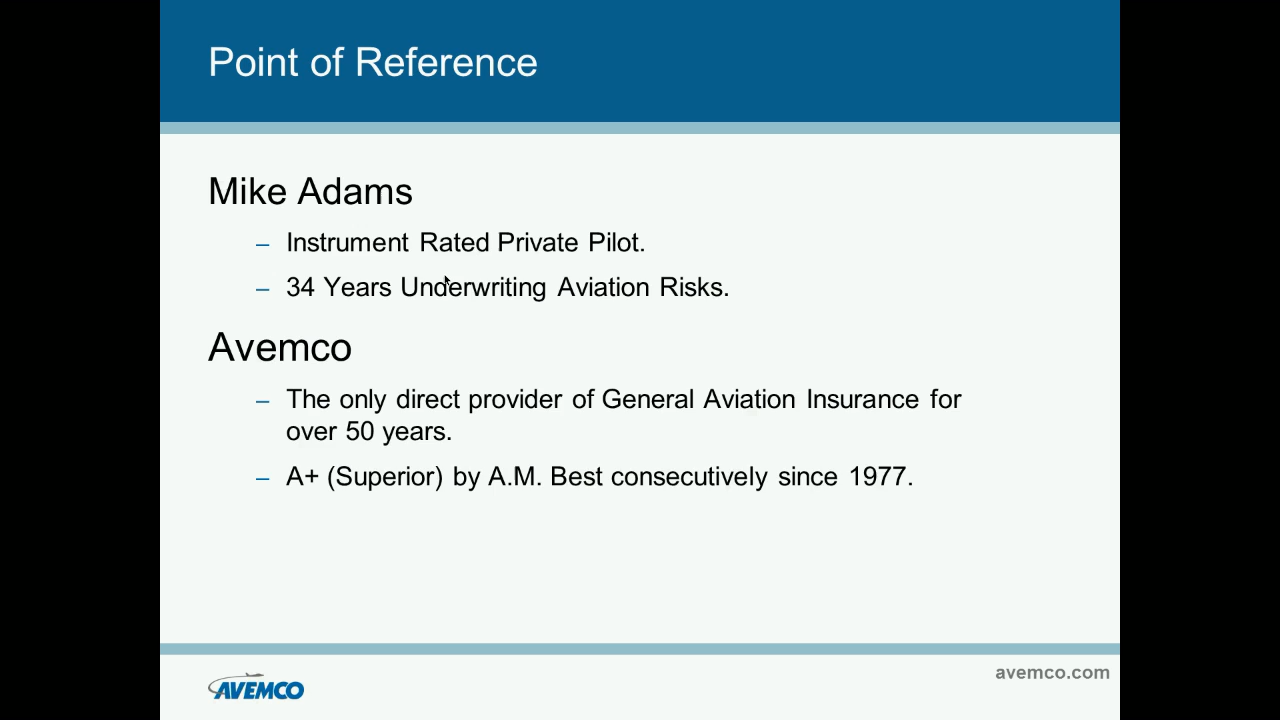 Point of Reference
Mike Adams
– Instrument Rated Private Pilot.
– 34 Years Underwriting Aviation Risks.
Avemco
– The only direct provider of General Aviation Insurance for
over 50 years.
– A+ (Superior) by A.M. Best consecutively since 1977.
AVEMCO
avemco.com